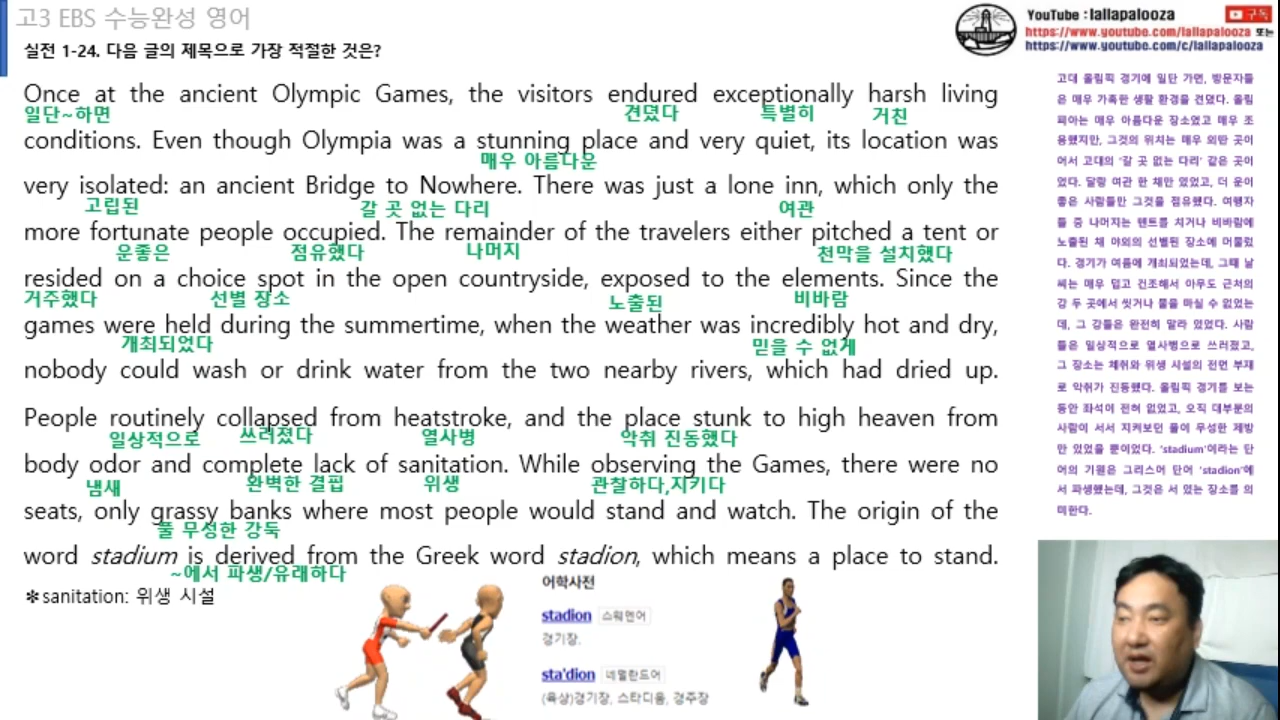 고3 EBS 수능완성 영어
실전 1-24. 다음 글의 제목으로 가장 적절한 것은?
YouTube : lallapalooza
구독
https://www.youtube.com/lallapalooza 또는
https://www.youtube.com/c/lallapalooza
Once at the ancient Olympic Games, the visitors endured exceptionally harsh living
일단~하면 견뎠다 특별히 거친
conditions. Even though Olympia was a stunning place and very quiet, its location was
매우 아름다운
very isolated: an ancient Bridge to Nowhere. There was just a lone inn, which only the
고립된 갈 곳 없는 다리 여관
more fortunate people occupied. The remainder of the travelers either pitched a tent or
운좋은 점유했다 나머지 천막을 설치했다
resided on a choice spot in the open countryside, exposed to the elements. Since the
거주했다 선별 장소 노출된 비바람
games were held during the summertime, when the weather was incredibly hot and dry,
개최되었다 믿을 수 없게
nobody could wash or drink water from the two nearby rivers, which had dried up.
People routinely collapsed from heatstroke, and the place stunk to high heaven from
일상적으로 쓰러졌다 열사병 악취 진동했다
body odor and complete lack of sanitation. While observing the Games, there were no
냄새 완벽한 결핍 위생 관찰하다,지키다
seats, only grassy banks where most people would stand and watch. The origin of the
풀 무성한 강둑
word stadium is derived from the Greek word stadion, which means a place to stand.
~에서 파생/유래하다
✻sanitation: 위생 시설
어학사전
stadion 스웨덴어
경기장.
sta'dion 네덜란드어
(육상)경기장, 스타디움, 경주장
고대 올림픽 경기에 일단 가면, 방문자들
은 매우 가혹한 생활 환경을 견뎠다. 올림
피아는 매우 아름다운 장소였고 매우 조
용했지만, 그것의 위치는 매우 외딴 곳이
어서 고대의 '갈 곳 없는 다리' 같은 곳이
었다. 달랑 여관 한 채만 있었고, 더 운이
좋은 사람들만 그것을 점유했다. 여행자
들 중 나머지는 텐트를 치거나 비바람에
노출된 채 야외의 선별된 장소에 머물렀
다. 경기가 여름에 개최되었는데, 그때 날
씨는 매우 덥고 건조해서 아무도 근처의
강 두 곳에서 씻거나 물을 마실 수 없었는
데, 그 강들은 완전히 말라 있었다. 사람
들은 일상적으로 열사병으로 쓰러졌고,
그 장소는 체취와 위생 시설의 전면 부재
로 악취가 진동했다. 올림픽 경기를 보는
동안 좌석이 전혀 없었고, 오직 대부분의
사람이 서서 지켜보던 풀이 무성한 제방
만 있었을 뿐이었다. 'stadium'이라는 단
어의 기원은 그리스어 단어 'stadion'에
서 파생했는데, 그것은 서 있는 장소를 의
미한다.